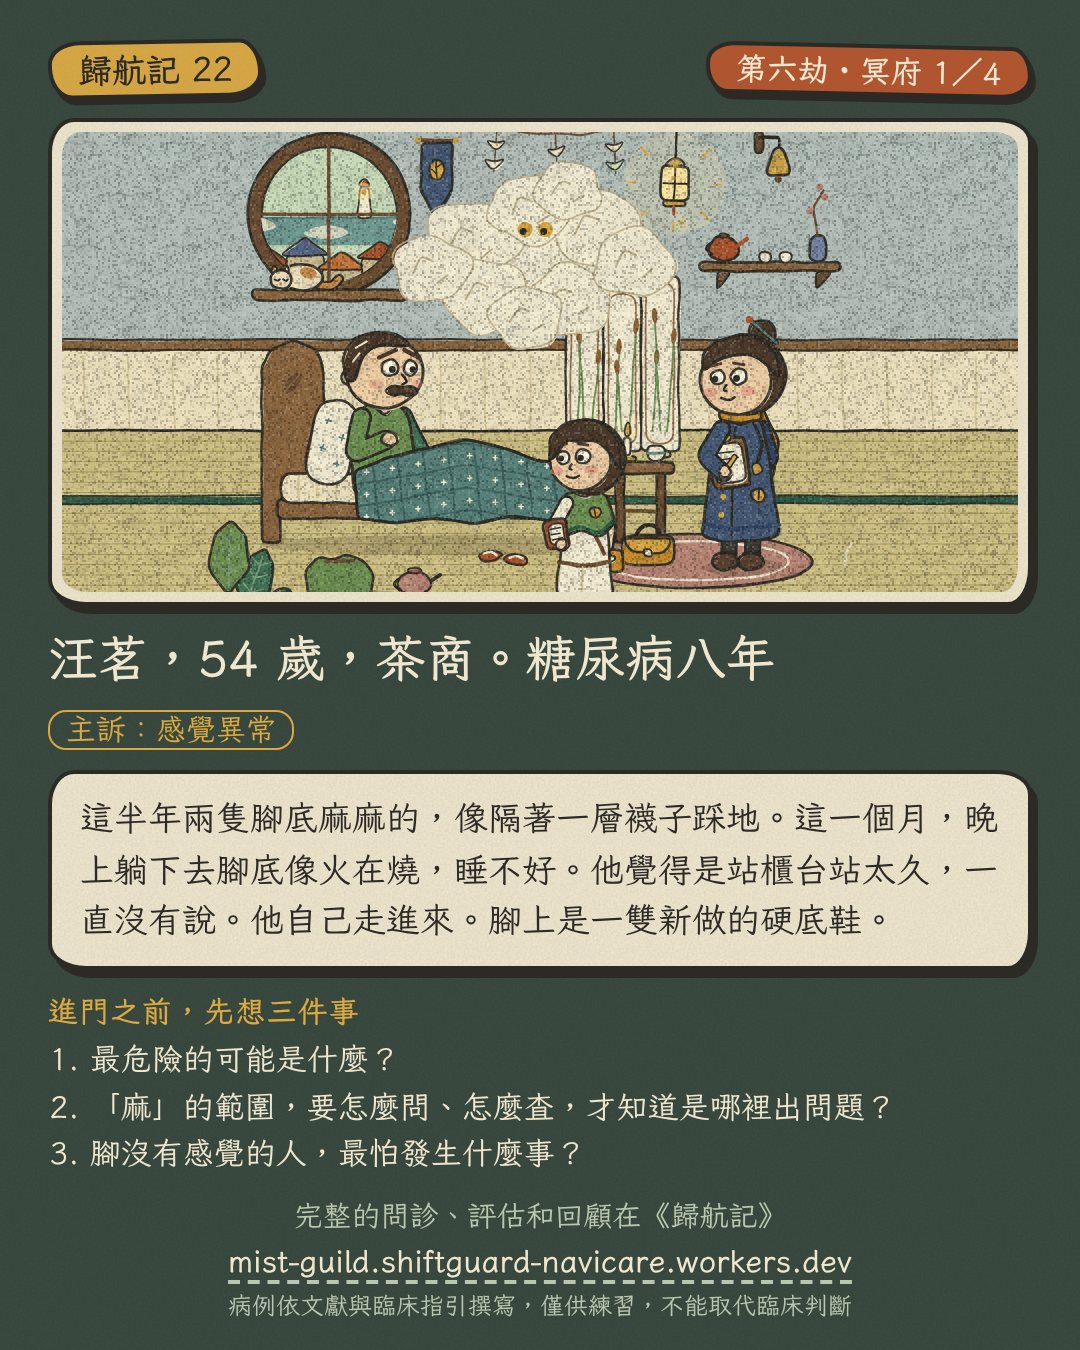 歸航記 22
第六劫・冥府 1／4
汪茗，54 歲，茶商。糖尿病八年
主訴：感覺異常
這半年兩隻腳底麻麻的，像隔著一層襪子踩地。這一個月，晚
上躺下去腳底像火在燒，睡不好。他覺得是站櫃台站太久，一
直沒有說。他自己走進來。腳上是一雙新做的硬底鞋。
進門之前，先想三件事
1. 最危險的可能是什麼？
2. 「麻」的範圍，要怎麼問、怎麼查，才知道是哪裡出問題？
3. 腳沒有感覺的人，最怕發生什麼事？
完整的問診、評估和回顧在《歸航記》
mist-guild.shiftguard-navicare.workers.dev
病例依文獻與臨床指引撰寫，僅供練習，不能取代臨床判斷